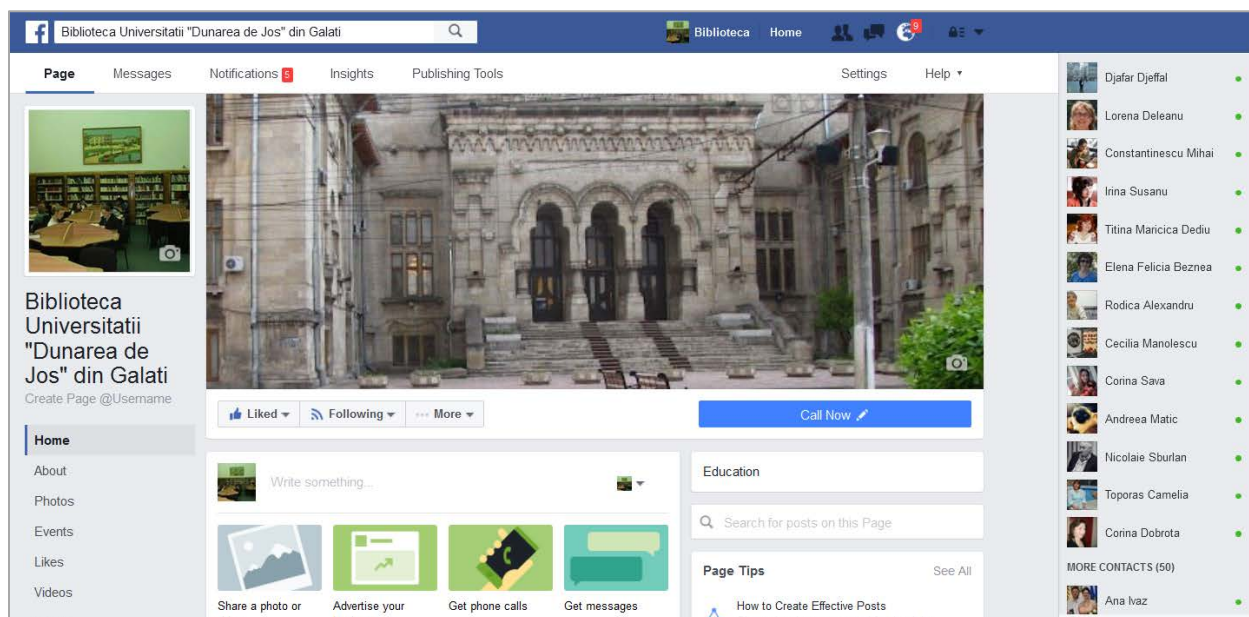 Biblioteca Universitatii "Dunarea de Jos" din Galati
Biblioteca Home 9
Page Messages Notifications 5 Insights Publishing Tools Settings Help
Biblioteca
Universitatii
"Dunarea de
Jos" din Galati
Create Page @Username
Home
About
Photos
Events
Likes
Videos
Liked Following More Call Now
Write something...
Share a photo or
Advertise your
Get phone calls
Get messages
Education
Search for posts on this Page
Page Tips See All
How to Create Effective Posts
Djafar Djeffal
Lorena Deleanu
Constantinescu Mihai
Irina Susanu
Titina Maricica Dediu
Elena Felicia Beznea
Rodica Alexandru
Cecilia Manolescu
Corina Sava
Andreea Matic
Nicolaie Sburlan
Toporas Camelia
Corina Dobrota
MORE CONTACTS (50)
Ana Ivaz